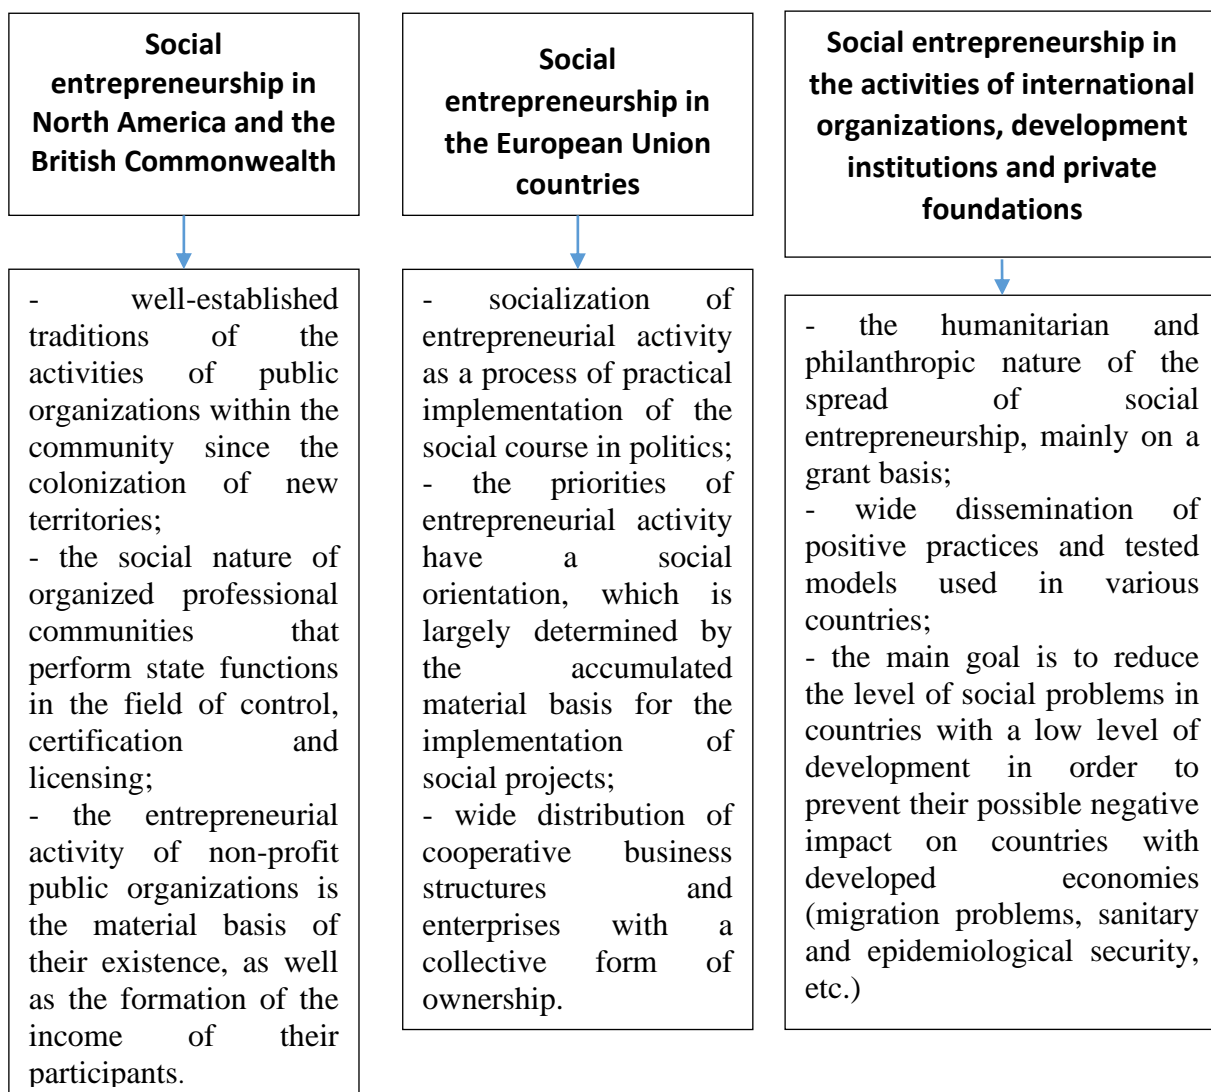 Social
entrepreneurship in
North America and the
British Commonwealth
- well-established
traditions of the
activities of public
organizations within the
community since the
colonization of new
territories;
- the social nature of
organized professional
communities that
perform state functions
in the field of control,
certification and
licensing;
- the entrepreneurial
activity of non-profit
public organizations is
the material basis of
their existence, as well
as the formation of the
income of their
participants.
Social
entrepreneurship in
the European Union
countries
- socialization of
entrepreneurial activity
as a process of practical
implementation of the
social course in politics;
- the priorities of
entrepreneurial activity
have a social
orientation, which is
largely determined by
the accumulated
material basis for the
implementation of
social projects;
- wide distribution of
cooperative business
structures and
enterprises with a
collective form of
ownership.
Social entrepreneurship in
the activities of international
organizations, development
institutions and private
foundations
- the humanitarian and
philanthropic nature of the
spread of social
entrepreneurship, mainly on a
grant basis;
- wide dissemination of
positive practices and tested
models used in various
countries;
- the main goal is to reduce
the level of social problems in
countries with a low level of
development in order to
prevent their possible negative
impact on countries with
developed economies
(migration problems, sanitary
and epidemiological security,
etc.)